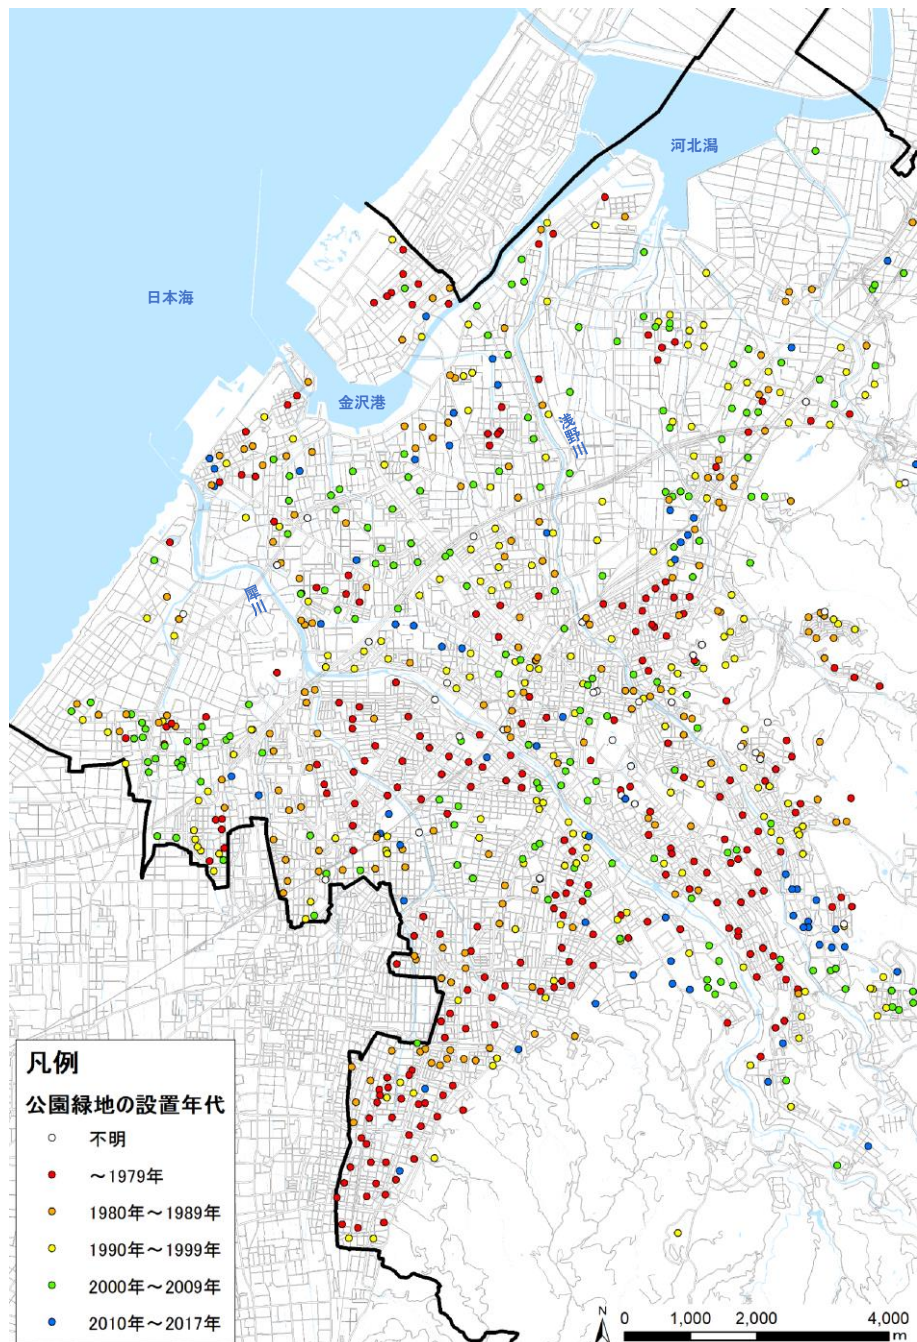 河北潟
日本海
金沢港
浅野川
犀川
凡例
公園緑地の設置年代
不明
～1979年
1980年～1989年
1990年～1999年
2000年～2009年
2010年～2017年
N
0 1,000 2,000 4,000
m